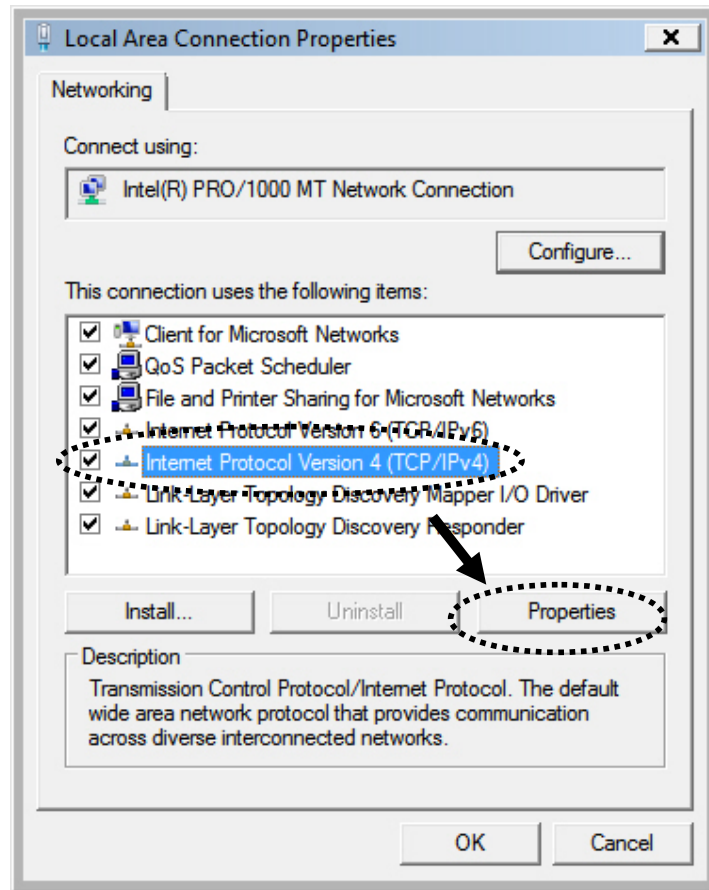 Local Area Connection Properties
Networking
Connect using:
Intel(R) PRO/1000 MT Network Connection
Configure...
This connection uses the following items:
Client for Microsoft Networks
QoS Packet Scheduler
File and Printer Sharing for Microsoft Networks
Internet Protocol Version 6 (TCP/IPv6)
Internet Protocol Version 4 (TCP/IPv4)
Link-Layer Topology Discovery Mapper I/O Driver
Link-Layer Topology Discovery Responder
Install... Uninstall Properties
Description
Transmission Control Protocol/Internet Protocol. The default
wide area network protocol that provides communication
across diverse interconnected networks.
OK Cancel